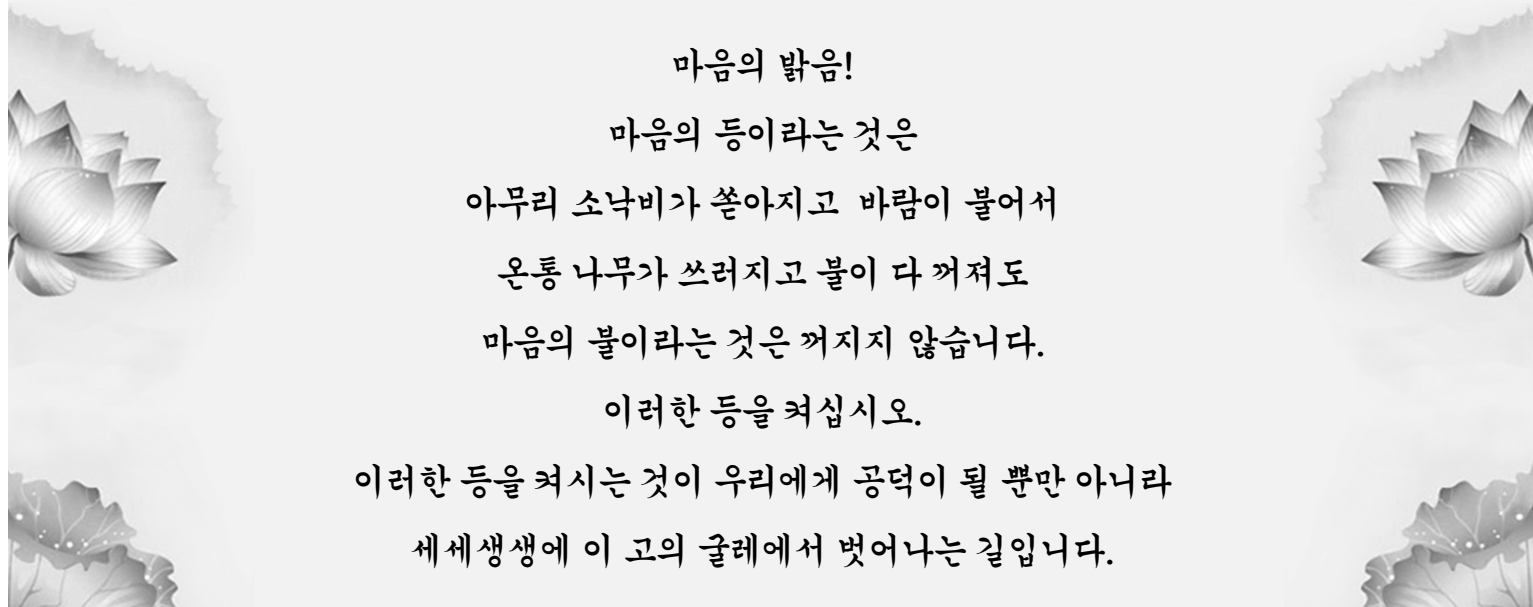 마음의 밝음!
마음의 등이라는 것은
아무리 소낙비가 쏟아지고 바람이 불어서
온통 나무가 쓰러지고 불이 다 꺼져도
마음의 불이라는 것은 꺼지지 않습니다.
이러한 등을 켜십시오.
이러한 등을 켜시는 것이 우리에게 공덕이 될 뿐만 아니라
세세생생에 이 고의 굴레에서 벗어나는 길입니다.